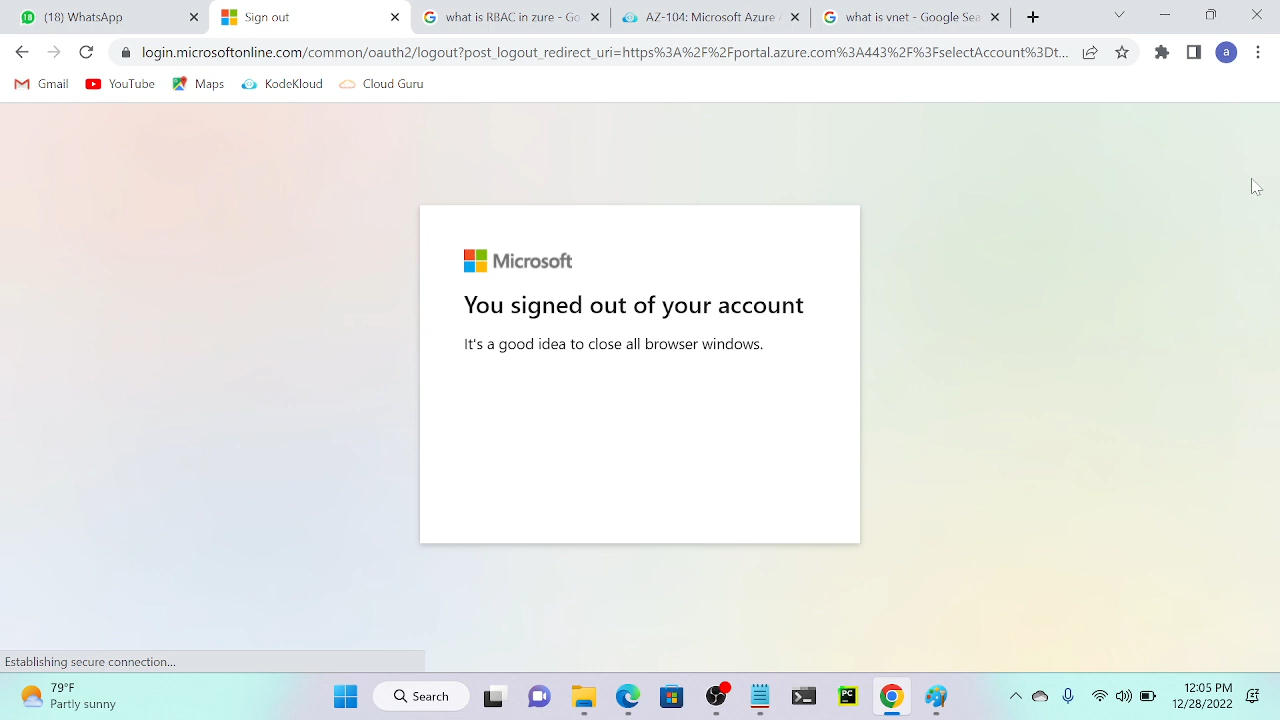 (18) WhatsApp
Sign out
what is RBAC in zure - Go
AZ-104: Microsoft Azure
what is vnet - Google Sea
login.microsoftonline.com/common/oauth2/logout?post_logout_redirect_uri=https%3A%2F%2Fportal.azure.com%3A443%2F%3FselectAccount%3Dt...
a
Gmail
YouTube
Maps
KodeKloud
Cloud Guru
Microsoft
You signed out of your account
It's a good idea to close all browser windows.
Establishing secure connection...
79°F
Partly sunny
Search
PC
12:05 PM
12/28/2022